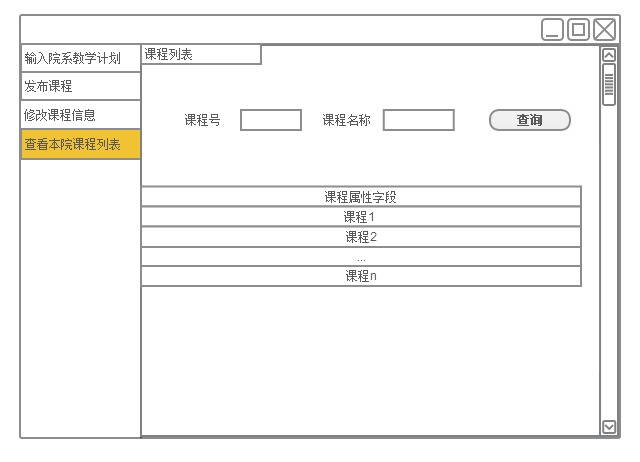 输入院系教学计划
发布课程
修改课程信息
查看本院课程列表
课程列表
课程号
课程名称
查询
课程属性字段
课程1
课程2
...
课程n